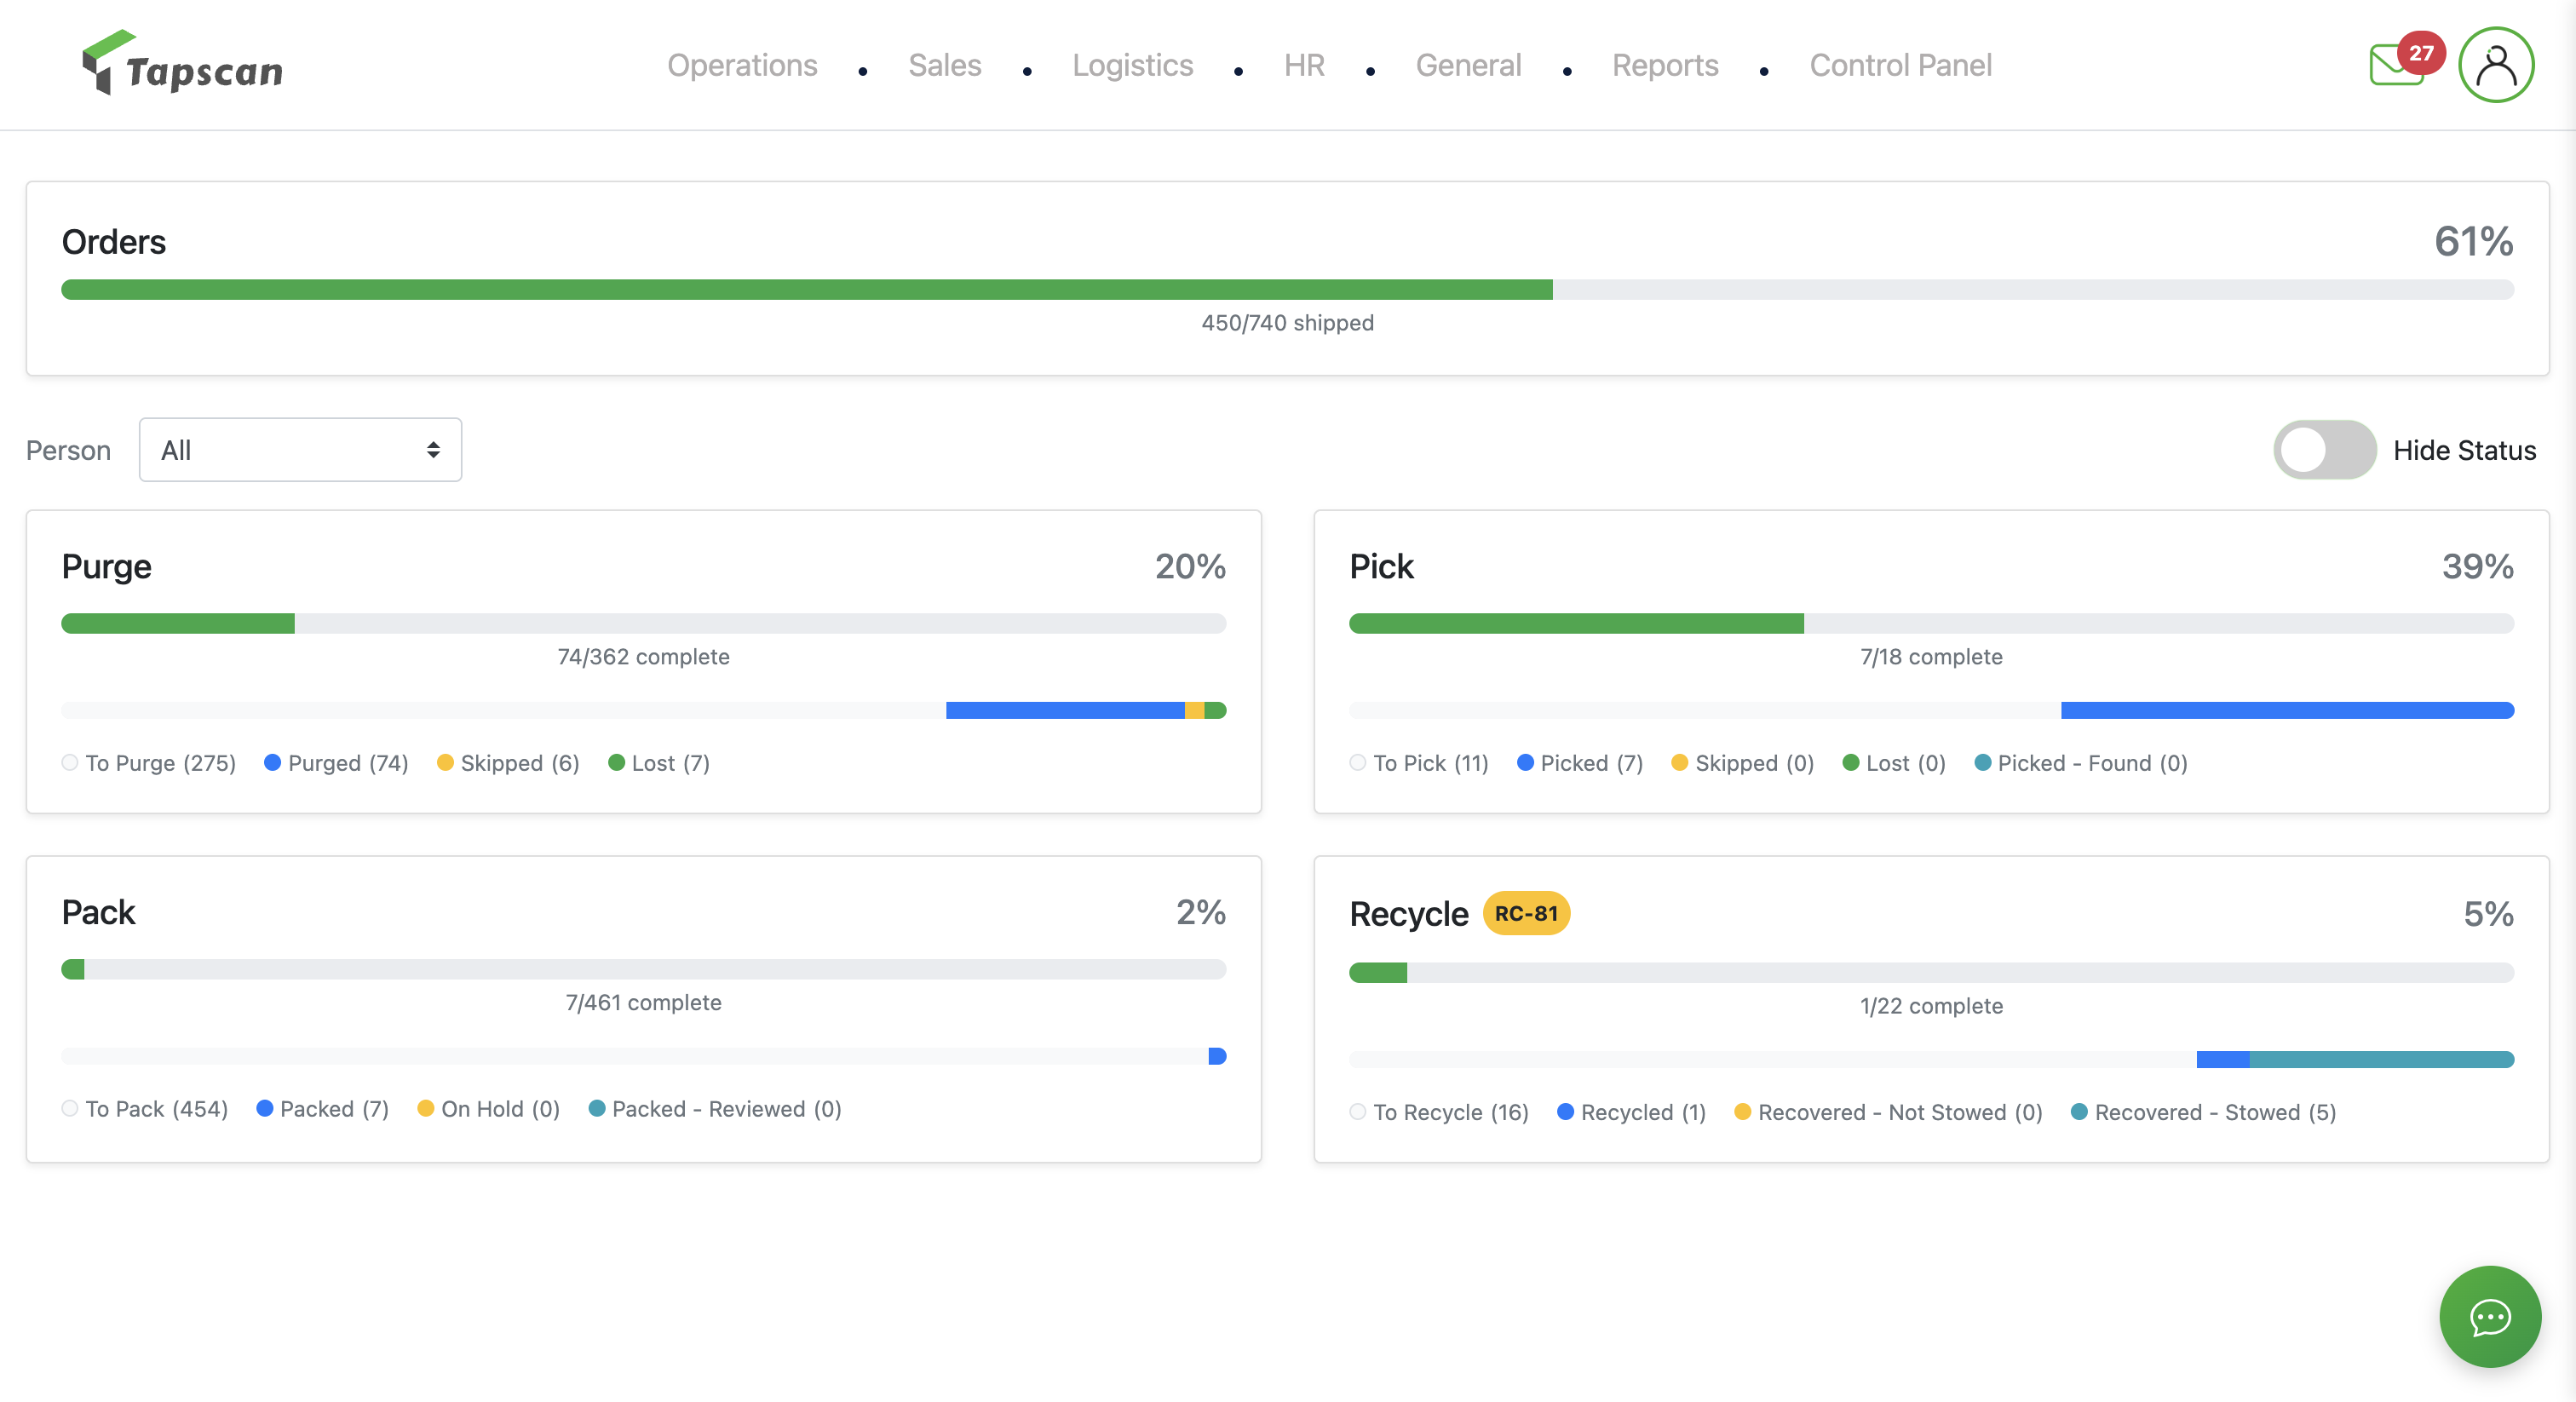 Tapscan
Operations • Sales • Logistics • HR • General • Reports • Control Panel
27
Orders
61%
450/740 shipped
Person
All
Hide Status
Purge
20%
74/362 complete
To Purge (275) Purged (74) Skipped (6) Lost (7)
Pick
39%
7/18 complete
To Pick (11) Picked (7) Skipped (0) Lost (0) Picked - Found (0)
Pack
2%
7/461 complete
To Pack (454) Packed (7) On Hold (0) Packed - Reviewed (0)
Recycle RC-81
5%
1/22 complete
To Recycle (16) Recycled (1) Recovered - Not Stowed (0) Recovered - Stowed (5)